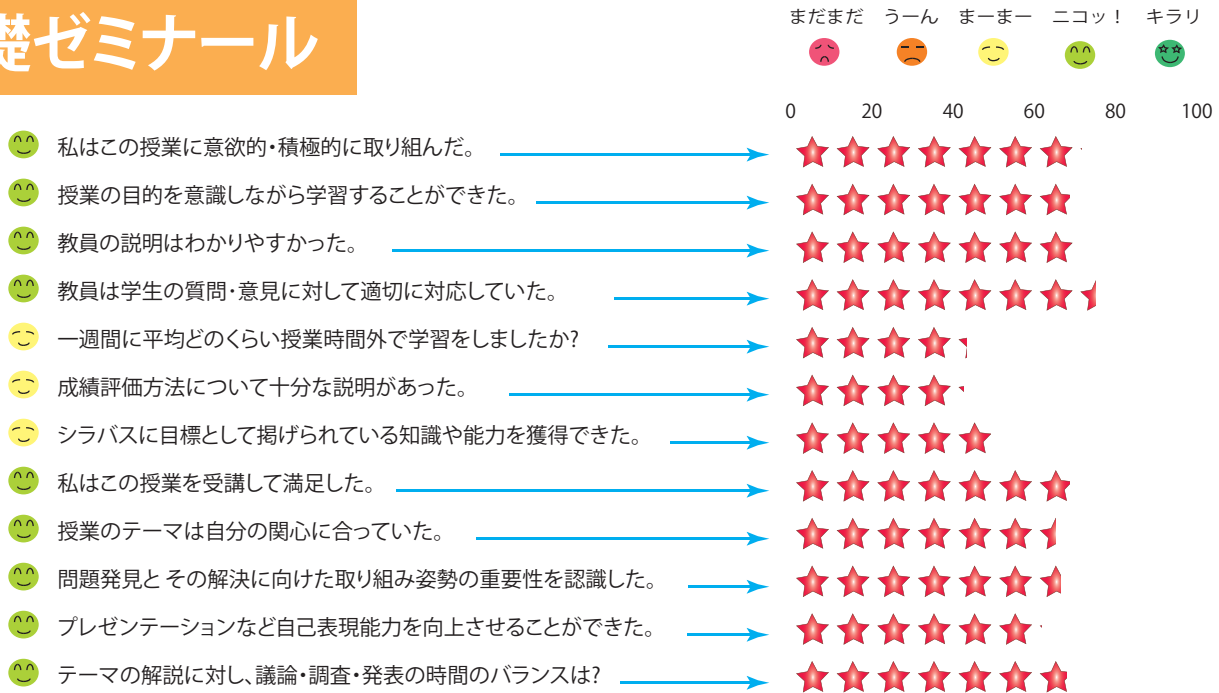 礎ゼミナール
まだまだ うーん まーまー ニコッ！ キラリ
0 20 40 60 80 100
私はこの授業に意欲的・積極的に取り組んだ。
授業の目的を意識しながら学習することができた。
教員の説明はわかりやすかった。
教員は学生の質問・意見に対して適切に対応していた。
一週間に平均どのくらい授業時間外で学習をしましたか?
成績評価方法について十分な説明があった。
シラバスに目標として掲げられている知識や能力を獲得できた。
私はこの授業を受講して満足した。
授業のテーマは自分の関心に合っていた。
問題発見とその解決に向けた取り組み姿勢の重要性を認識した。
プレゼンテーションなど自己表現能力を向上させることができた。
テーマの解説に対し、議論・調査・発表の時間のバランスは?